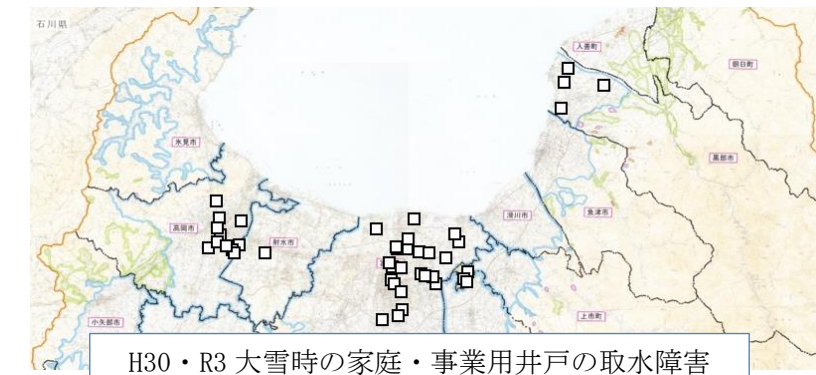 石川県
入善町
朝日町
氷見市
黒部市
滑川市
魚津市
高岡市
射水市
上市町
小矢部市
H30・R3 大雪時の家庭・事業用井戸の取水障害